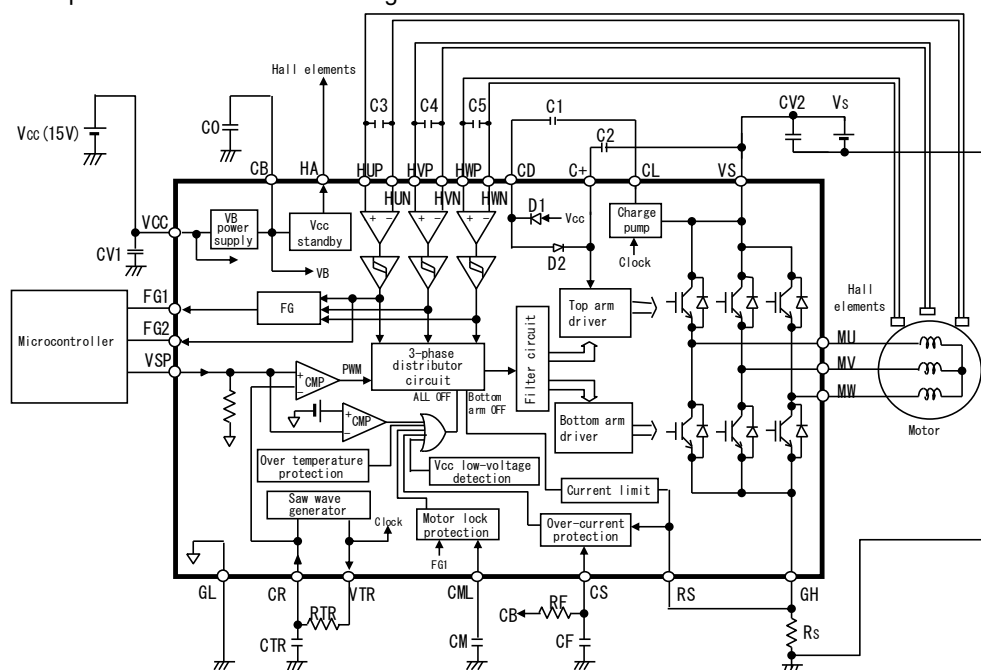 Hall elements
C3
C4
C5
C1
C2
CV2
Vs
Vcc (15V)
C0
CB
HA
HUP
HVP
HWP
CD
C+
CL
VS
HUN
HVN
HWN
VCC
VB power supply
Vcc standby
D1
Vcc
D2
Charge pump
Clock
CV1
VB
Hall elements
FG1
FG
Top arm driver
Filter circuit
Microcontroller
FG2
MU
VSP
CMP
PWM
3-phase distributor circuit
MV
ALL OFF
Bottom arm OFF
MW
CMP
Bottom arm driver
Motor
Over temperature protection
Vcc low-voltage detection
Saw wave generator
Clock
Motor lock protection
Current limit
Over-current protection
FG1
GL
CR
VTR
CML
CS
RS
GH
RTR
CB
RF
Rs
CTR
CM
CF